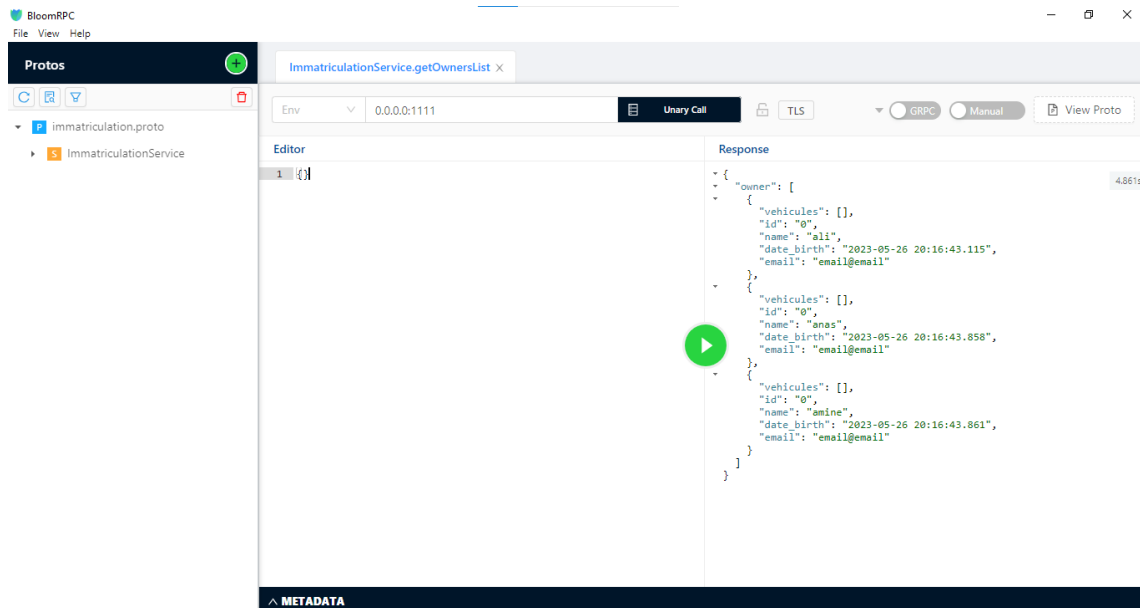 BloomRPC
File View Help
Protos
ImmatriculationService.getOwnersList
Env 0.0.0.0:1111 Unary Call TLS GRPC Manual View Proto
P immatriculation.proto
S ImmatriculationService
Editor
1 {}
Response
4.861s
{
"owner": [
{
"vehicules": [],
"id": "0",
"name": "ali",
"date_birth": "2023-05-26 20:16:43.115",
"email": "email@email"
},
{
"vehicules": [],
"id": "0",
"name": "anas",
"date_birth": "2023-05-26 20:16:43.858",
"email": "email@email"
},
{
"vehicules": [],
"id": "0",
"name": "amine",
"date_birth": "2023-05-26 20:16:43.861",
"email": "email@email"
}
]
}
METADATA